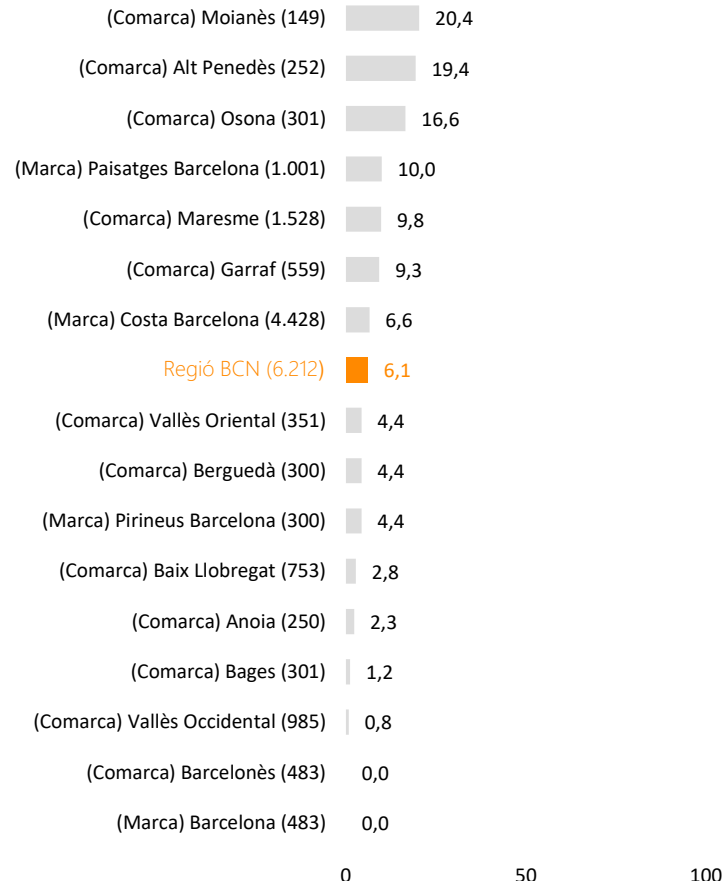 (Comarca) Moianès (149) 20,4
(Comarca) Alt Penedès (252) 19,4
(Comarca) Osona (301) 16,6
(Marca) Paisatges Barcelona (1.001) 10,0
(Comarca) Maresme (1.528) 9,8
(Comarca) Garraf (559) 9,3
(Marca) Costa Barcelona (4.428) 6,6
Regió BCN (6.212) 6,1
(Comarca) Vallès Oriental (351) 4,4
(Comarca) Berguedà (300) 4,4
(Marca) Pirineus Barcelona (300) 4,4
(Comarca) Baix Llobregat (753) 2,8
(Comarca) Anoia (250) 2,3
(Comarca) Bages (301) 1,2
(Comarca) Vallès Occidental (985) 0,8
(Comarca) Barcelonès (483) 0,0
(Marca) Barcelona (483) 0,0
0 50 100